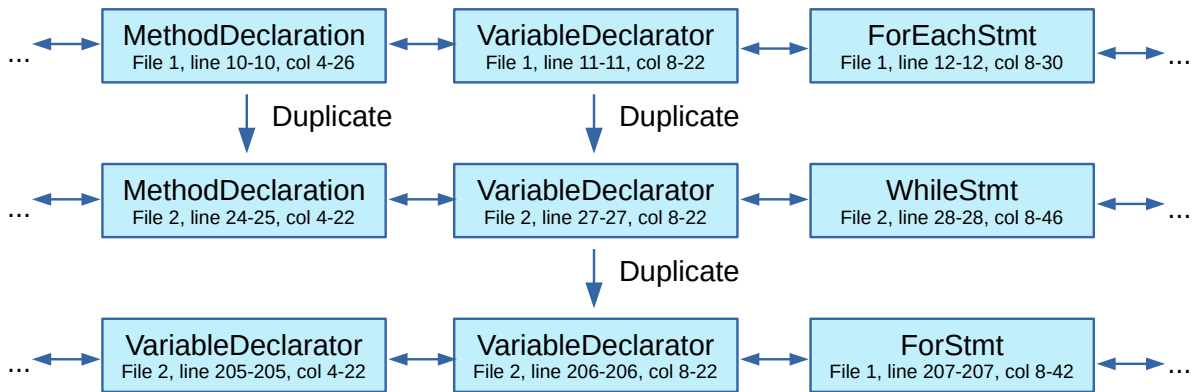 MethodDeclaration
File 1, line 10-10, col 4-26
VariableDeclarator
File 1, line 11-11, col 8-22
ForEachStmt
File 1, line 12-12, col 8-30
...
...
Duplicate
Duplicate
MethodDeclaration
File 2, line 24-25, col 4-22
VariableDeclarator
File 2, line 27-27, col 8-22
WhileStmt
File 2, line 28-28, col 8-46
...
...
Duplicate
VariableDeclarator
File 2, line 205-205, col 4-22
VariableDeclarator
File 2, line 206-206, col 8-22
ForStmt
File 1, line 207-207, col 8-42
...
...